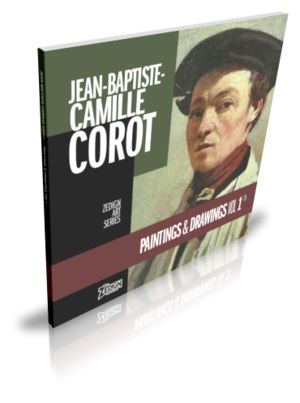 JEAN-BAPTISTE-
CAMILLE
COROT
ZEDIGN
ART
SERIES
PAINTINGS & DRAWINGS VOL 1
ZEDIGN